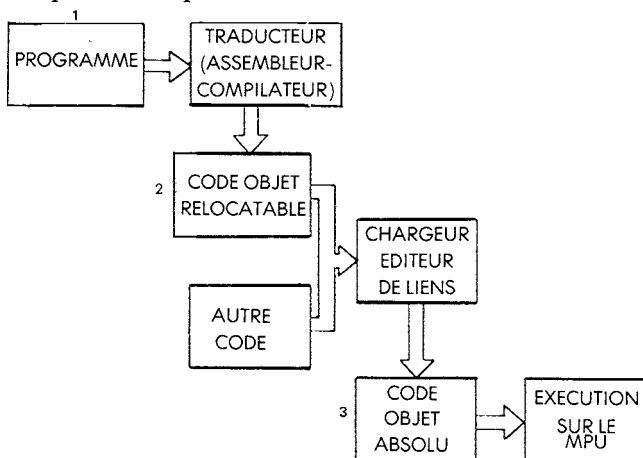 1
PROGRAMME
TRADUCTEUR
(ASSEMBLEUR-
COMPILATEUR)
2
CODE OBJET
RELOCATABLE
AUTRE
CODE
CHARGEUR
EDITEUR
DE LIENS
3
CODE
OBJET
ABSOLU
EXECUTION
SUR LE
MPU